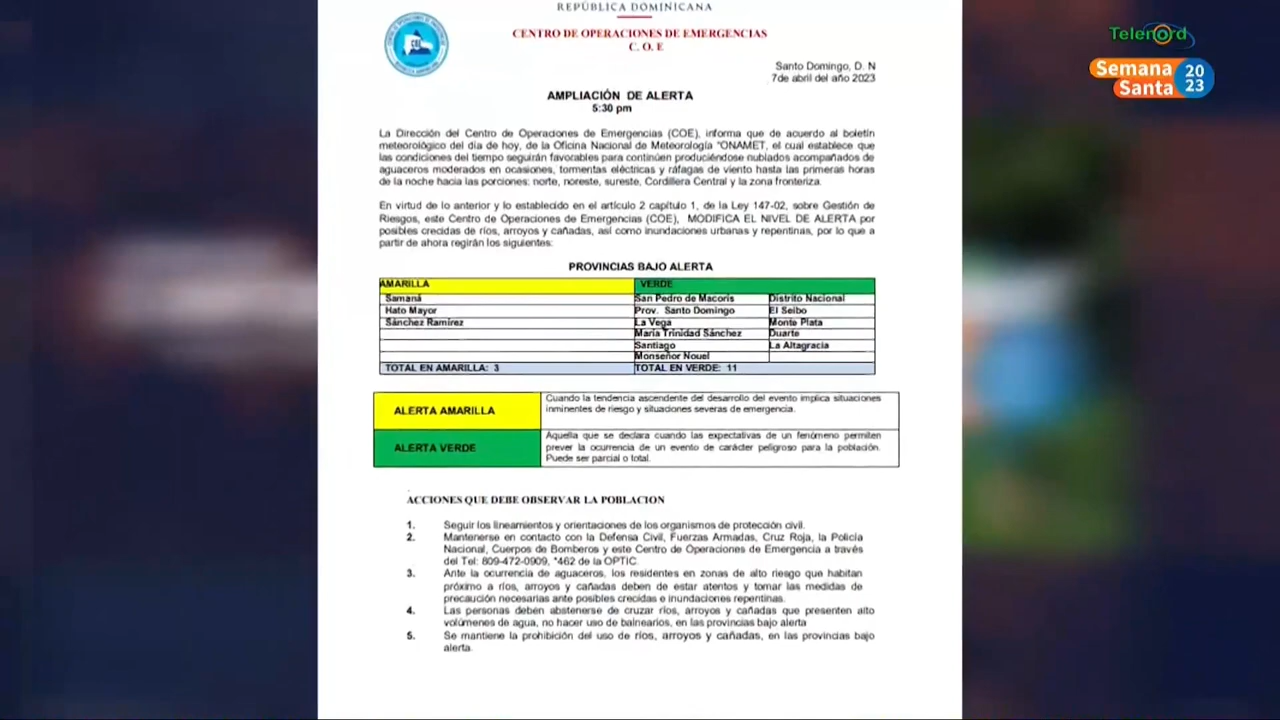 REPÚBLICA DOMINICANA
CENTRO DE OPERACIONES DE EMERGENCIAS
C. O. E
Telenord
Semana Santa 2023
Santo Domingo, D. N
7de abril del año 2023
AMPLIACIÓN DE ALERTA
5:30 pm
La Dirección del Centro de Operaciones de Emergencias (COE), informa que de acuerdo al boletín
meteorológico del día de hoy, de la Oficina Nacional de Meteorología "ONAMET, el cual establece que
las condiciones del tiempo seguirán favorables para continúen produciéndose nublados acompañados de
aguaceros moderados en ocasiones, tormentas eléctricas y ráfagas de viento hasta las primeras horas
de la noche hacia las porciones: norte, noreste, sureste, Cordillera Central y la zona fronteriza.
En virtud de lo anterior y lo establecido en el artículo 2 capítulo 1, de la Ley 147-02, sobre Gestión de
Riesgos, este Centro de Operaciones de Emergencias (COE), MODIFICA EL NIVEL DE ALERTA por
posibles crecidas de ríos, arroyos y cañadas, así como inundaciones urbanas y repentinas, por lo que a
partir de ahora regirán los siguientes:
PROVINCIAS BAJO ALERTA
AMARILLA VERDE
Samaná San Pedro de Macorís Distrito Nacional
Hato Mayor Prov. Santo Domingo El Seibo
Sánchez Ramírez La Vega Monte Plata
María Trinidad Sánchez Duarte
Santiago La Altagracia
Monseñor Nouel
TOTAL EN AMARILLA: 3 TOTAL EN VERDE: 11
ALERTA AMARILLA
Cuando la tendencia ascendente del desarrollo del evento implica situaciones
inminentes de riesgo y situaciones severas de emergencia.
ALERTA VERDE
Aquella que se declara cuando las expectativas de un fenómeno permiten
prever la ocurrencia de un evento de carácter peligroso para la población.
Puede ser parcial o total.
ACCIONES QUE DEBE OBSERVAR LA POBLACION
1. Seguir los lineamientos y orientaciones de los organismos de protección civil.
2. Mantenerse en contacto con la Defensa Civil, Fuerzas Armadas, Cruz Roja, la Policía
Nacional, Cuerpos de Bomberos y este Centro de Operaciones de Emergencia a través
del Tel: 809-472-0909, *462 de la OPTIC.
3. Ante la ocurrencia de aguaceros, los residentes en zonas de alto riesgo que habitan
próximo a ríos, arroyos y cañadas deben de estar atentos y tomar las medidas de
precaución necesarias ante posibles crecidas e inundaciones repentinas.
4. Las personas deben abstenerse de cruzar ríos, arroyos y cañadas que presenten alto
volúmenes de agua, no hacer uso de balnearios, en las provincias bajo alerta
5. Se mantiene la prohibición del uso de ríos, arroyos y cañadas, en las provincias bajo
alerta.